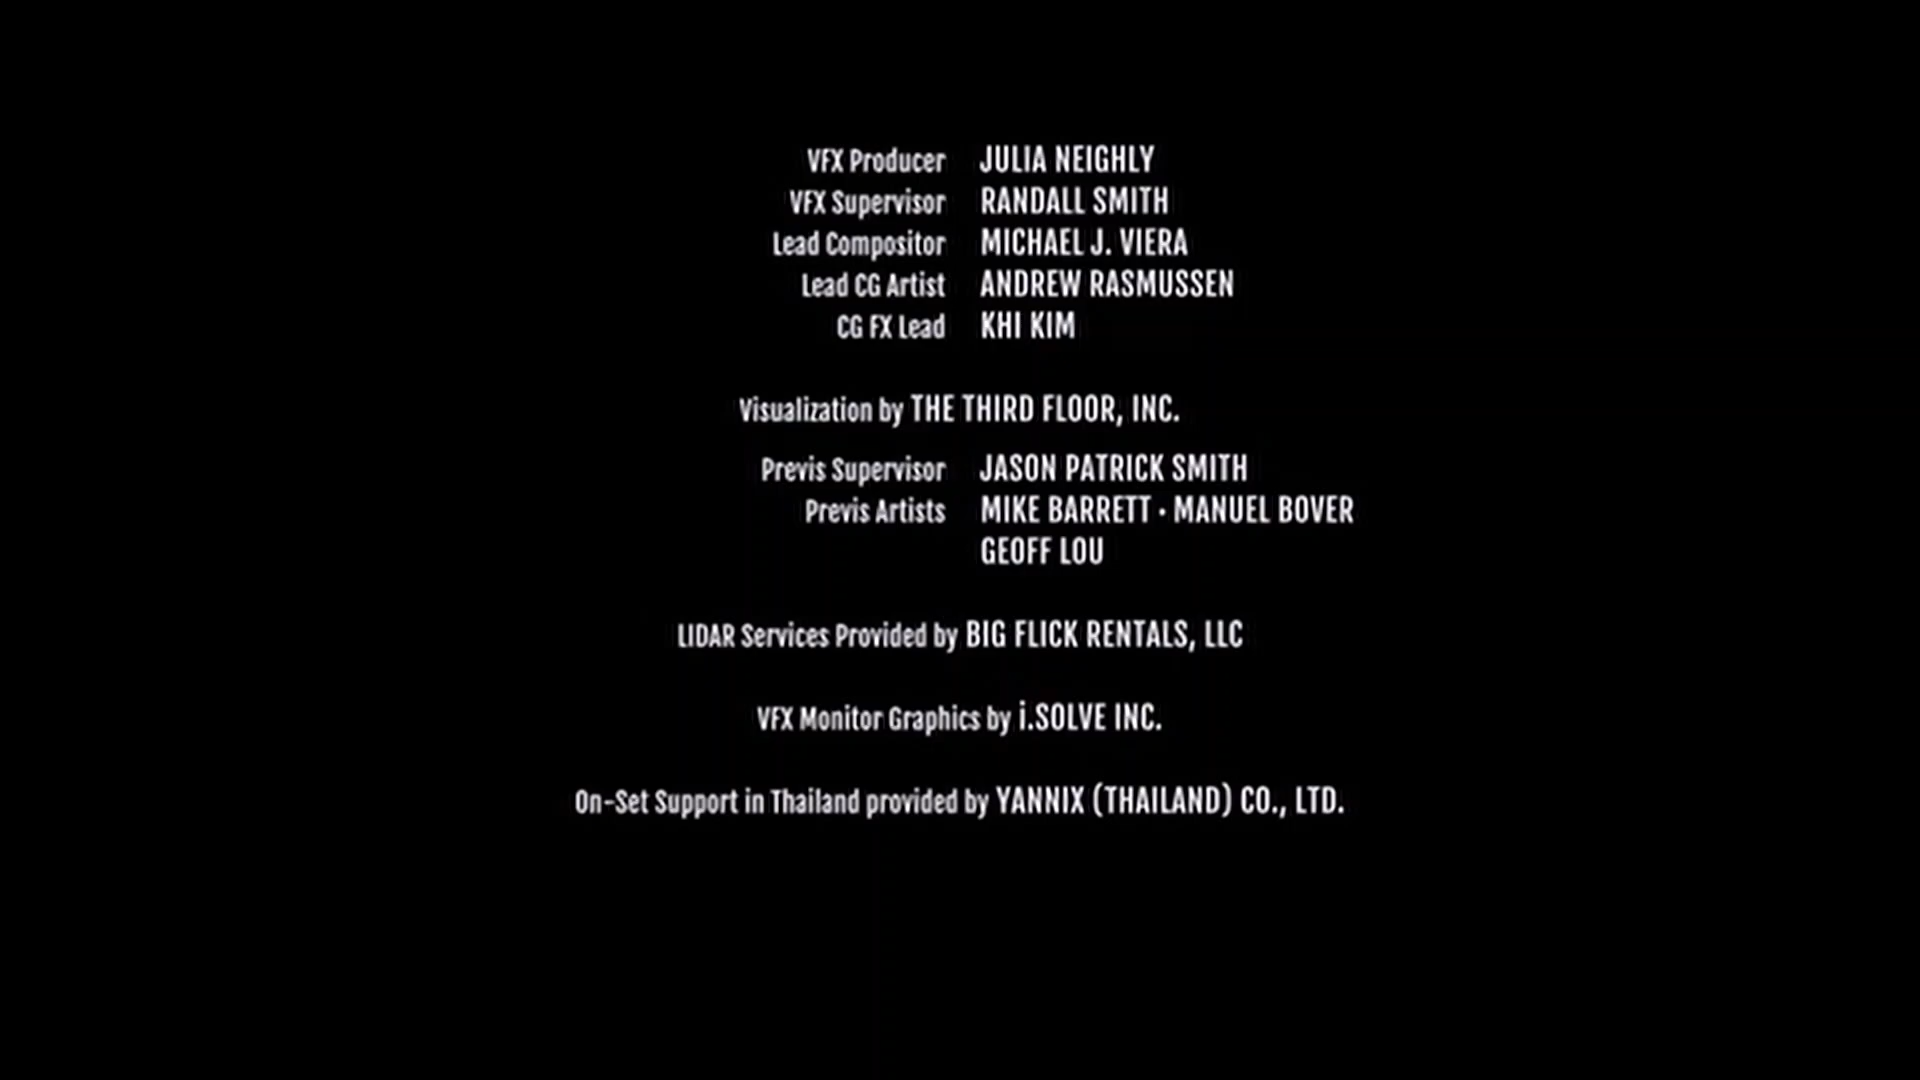 VFX Producer JULIA NEIGHLY
VFX Supervisor RANDALL SMITH
Lead Compositor MICHAEL J. VIERA
Lead CG Artist ANDREW RASMUSSEN
CG FX Lead KHI KIM
Visualization by THE THIRD FLOOR, INC.
Previs Supervisor JASON PATRICK SMITH
Previs Artists MIKE BARRETT • MANUEL BOVER
GEOFF LOU
LIDAR Services Provided by BIG FLICK RENTALS, LLC
VFX Monitor Graphics by i.SOLVE INC.
On-Set Support in Thailand provided by YANNIX (THAILAND) CO., LTD.